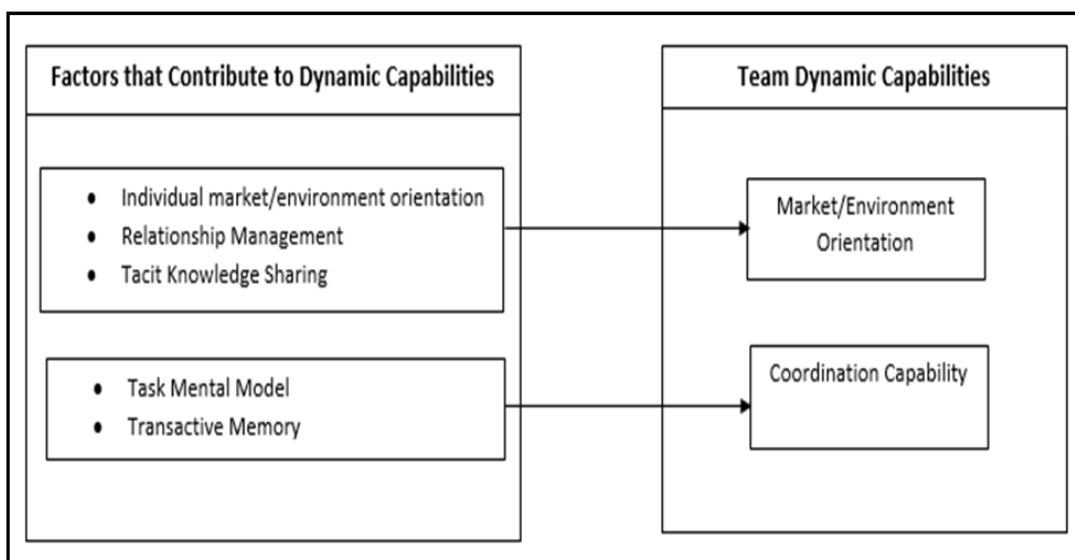 Factors that Contribute to Dynamic Capabilities
• Individual market/environment orientation
• Relationship Management
• Tacit Knowledge Sharing
• Task Mental Model
• Transactive Memory
Team Dynamic Capabilities
Market/Environment
Orientation
Coordination Capability